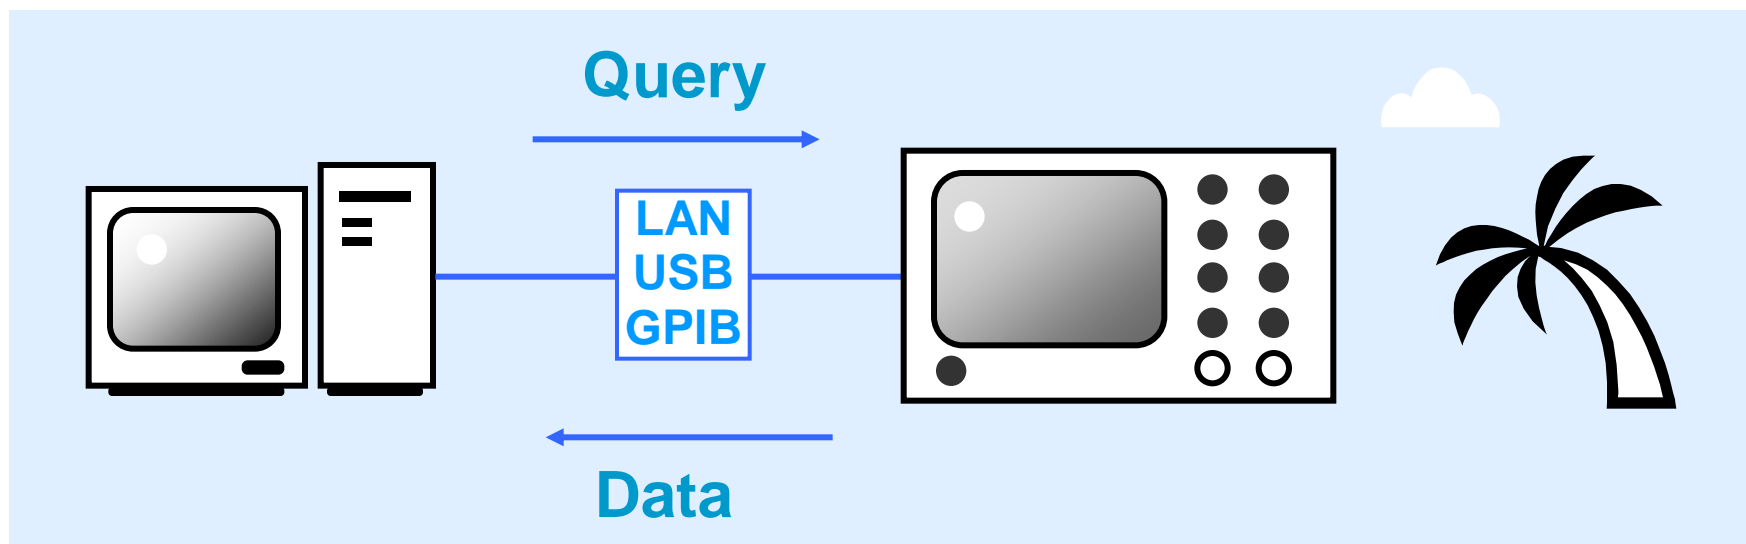 Query
LAN
USB
GPIB
Data